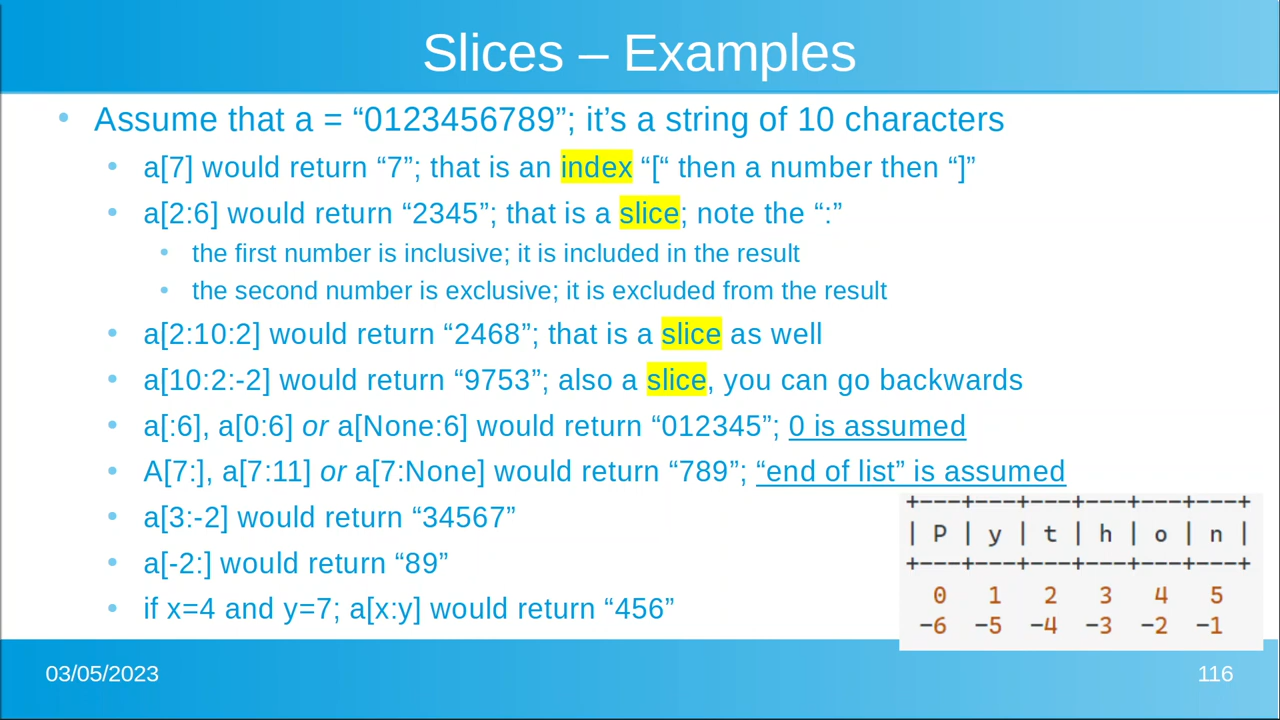 Slices – Examples
• Assume that a = “0123456789”; it’s a string of 10 characters
• a[7] would return “7”; that is an index “[“ then a number then “]”
• a[2:6] would return “2345”; that is a slice; note the “:”
• the first number is inclusive; it is included in the result
• the second number is exclusive; it is excluded from the result
• a[2:10:2] would return “2468”; that is a slice as well
• a[10:2:-2] would return “9753”; also a slice, you can go backwards
• a[:6], a[0:6] or a[None:6] would return “012345”; 0 is assumed
• A[7:], a[7:11] or a[7:None] would return “789”; “end of list” is assumed
• a[3:-2] would return “34567”
• a[-2:] would return “89”
• if x=4 and y=7; a[x:y] would return “456”
+---+---+---+---+---+---+
| P | y | t | h | o | n |
+---+---+---+---+---+---+
0 1 2 3 4 5
-6 -5 -4 -3 -2 -1
03/05/2023
116